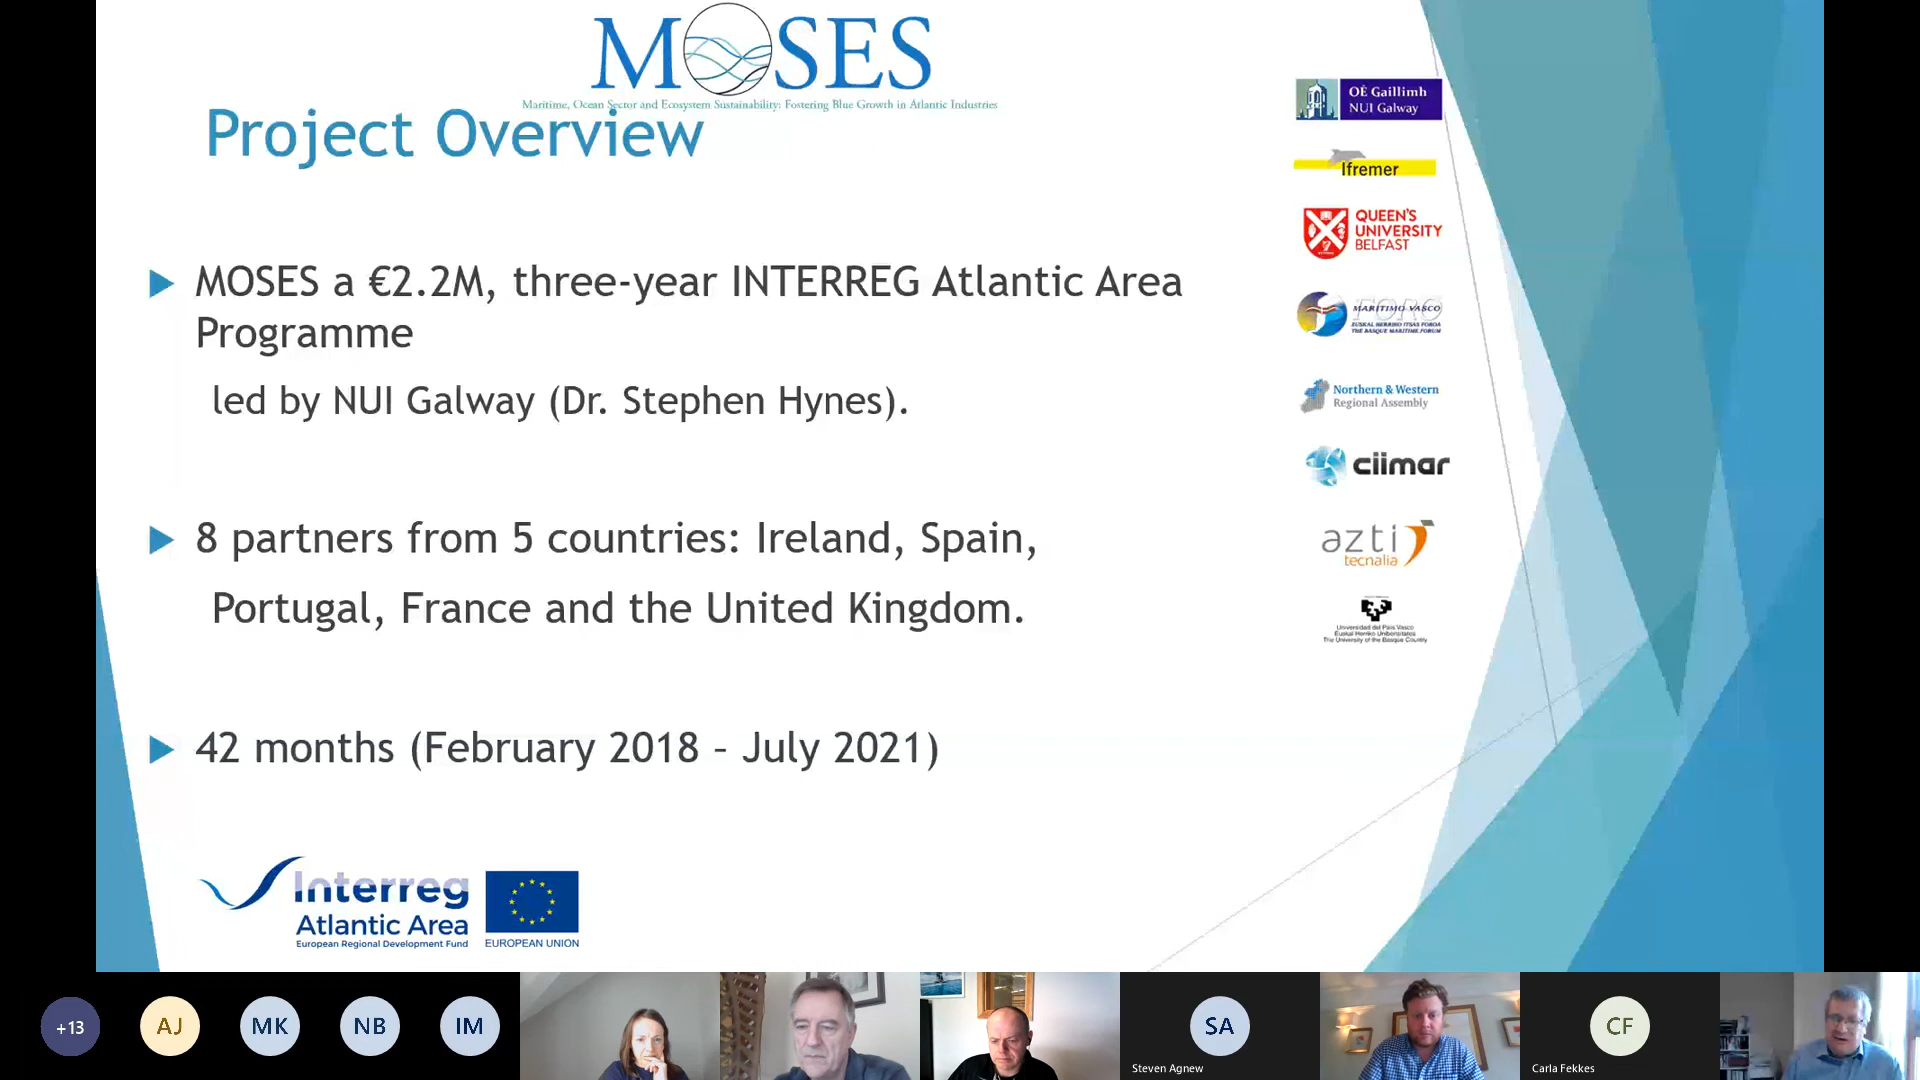 MOSES
Maritime, Ocean Sector and Ecosystem Sustainability: Fostering Blue Growth in Atlantic Industries
Project Overview
MOSES a €2.2M, three-year INTERREG Atlantic Area
Programme
led by NUI Galway (Dr. Stephen Hynes).
8 partners from 5 countries: Ireland, Spain,
Portugal, France and the United Kingdom.
42 months (February 2018 – July 2021)
OÉ Gaillimh
NUI Galway
Ifremer
QUEEN'S
UNIVERSITY
BELFAST
FORO
MARITIMO VASCO
EUSKAL HERRIKO ITSAS FOROA
THE BASQUE MARITIME FORUM
Northern & Western
Regional Assembly
ciimar
azti
tecnalia
Universidad del País Vasco
Euskal Herriko Unibertsitatea
The University of the Basque Country
Interreg
Atlantic Area
European Regional Development Fund
EUROPEAN UNION
+13
AJ
MK
NB
IM
SA
Steven Agnew
CF
Carla Fekkes